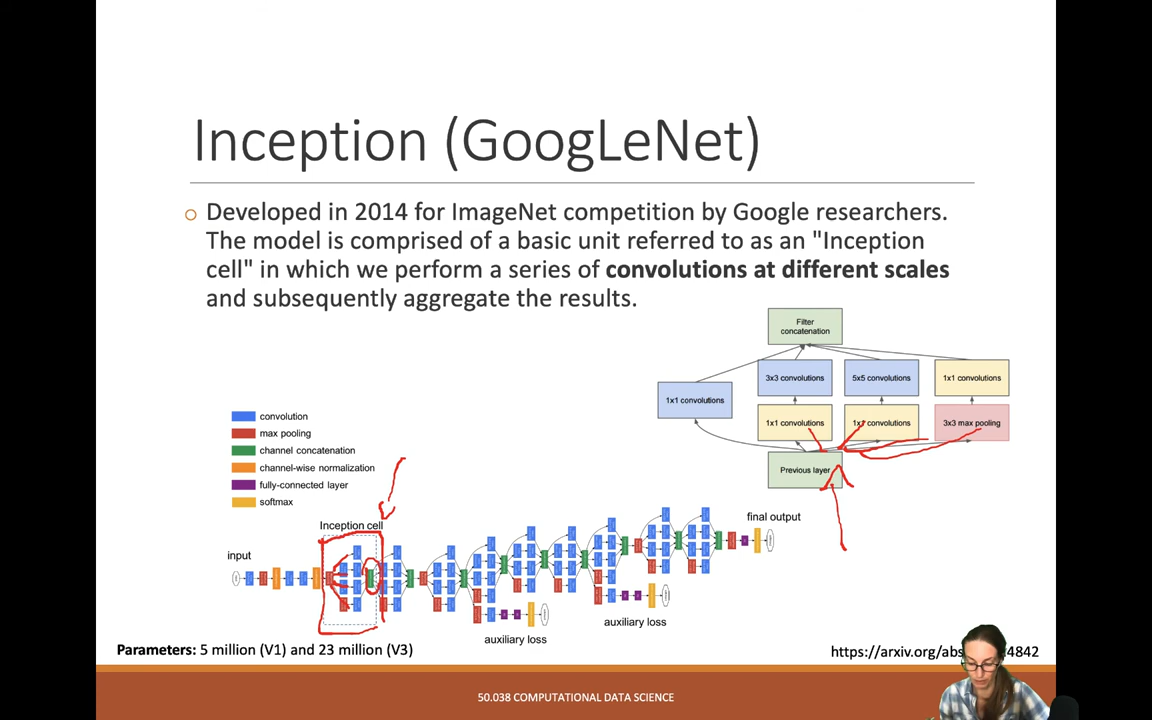 Inception (GoogLeNet)
Developed in 2014 for ImageNet competition by Google researchers.
The model is comprised of a basic unit referred to as an "Inception
cell" in which we perform a series of convolutions at different scales
and subsequently aggregate the results.
Filter
concatenation
3x3 convolutions
5x5 convolutions
1x1 convolutions
1x1 convolutions
1x1 convolutions
1x1 convolutions
3x3 max pooling
Previous layer
convolution
max pooling
channel concatenation
channel-wise normalization
fully-connected layer
softmax
Inception cell
input
final output
auxiliary loss
auxiliary loss
Parameters: 5 million (V1) and 23 million (V3)
https://arxiv.org/abs 4842
50.038 COMPUTATIONAL DATA SCIENCE